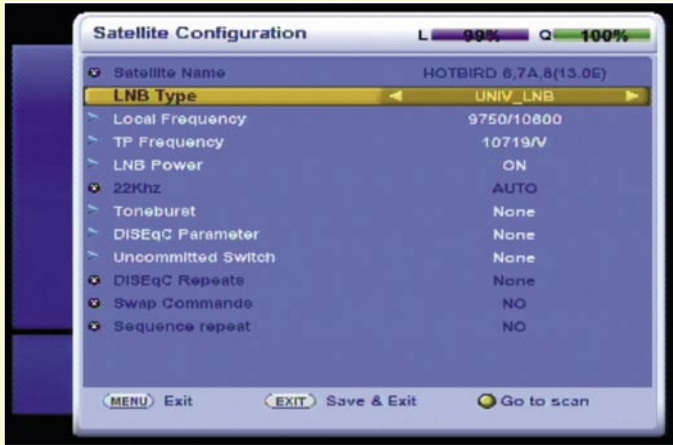 Satellite Configuration L 99% Q 100%
Satellite Name HOTBIRD 6,7A,8(13.0E)
LNB Type UNIV_LNB
Local Frequency 9750/10600
TP Frequency 10719/V
LNB Power ON
22Khz AUTO
Toneburst None
DISEqC Parameter None
Uncommitted Switch None
DISEqC Repeats None
Swap Commands NO
Sequence repeat NO
MENU Exit EXIT Save & Exit Go to scan